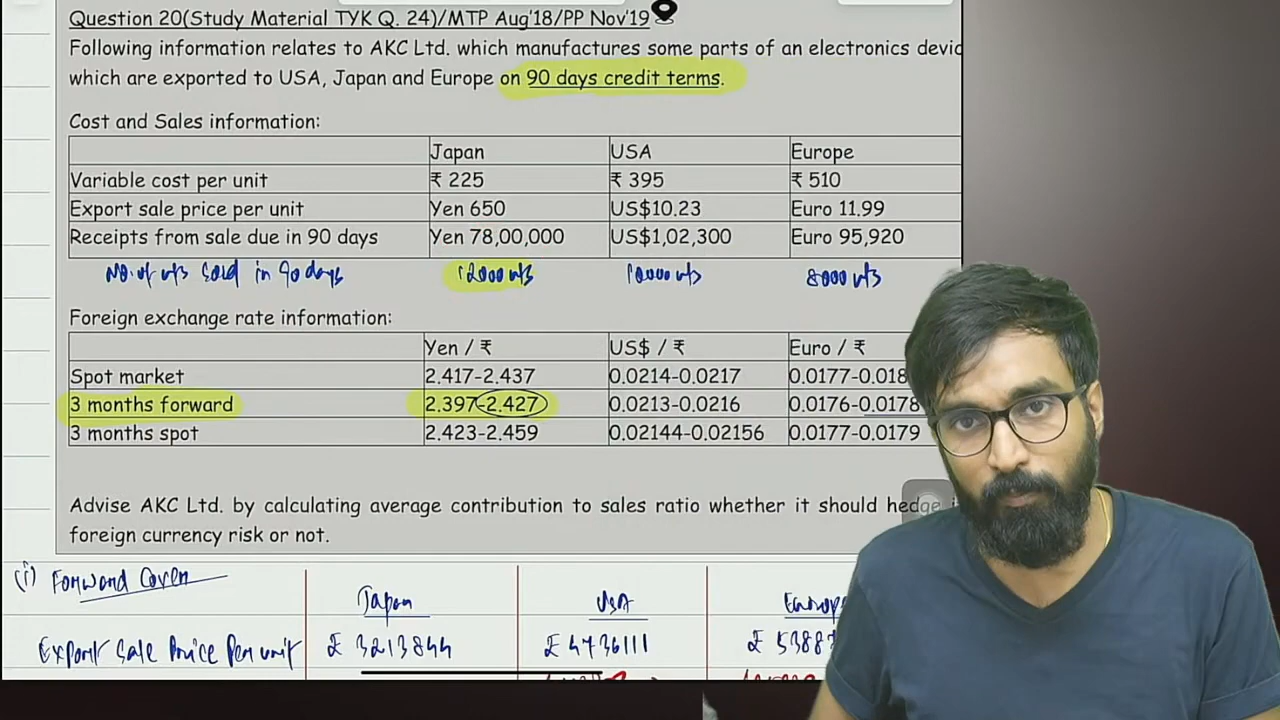 Question 20(Study Material TYK Q. 24)/MTP Aug'18/PP Nov'19
Following information relates to AKC Ltd. which manufactures some parts of an electronics devic
which are exported to USA, Japan and Europe on 90 days credit terms.
Cost and Sales information:
Japan USA Europe
Variable cost per unit ₹ 225 ₹ 395 ₹ 510
Export sale price per unit Yen 650 US$10.23 Euro 11.99
Receipts from sale due in 90 days Yen 78,00,000 US$1,02,300 Euro 95,920
No. of uts sold in 90 days 12000 uts 10000 uts 8000 uts
Foreign exchange rate information:
Yen / ₹ US$ / ₹ Euro / ₹
Spot market 2.417-2.437 0.0214-0.0217 0.0177-0.018
3 months forward 2.397-2.427 0.0213-0.0216 0.0176-0.0178
3 months spot 2.423-2.459 0.02144-0.02156 0.0177-0.0179
Advise AKC Ltd. by calculating average contribution to sales ratio whether it should hedge
foreign currency risk or not.
(i) Forward Cover
Japan USA Europ
Export Sale Price Per unit ₹ 3213844 ₹ 4736111 ₹ 5388